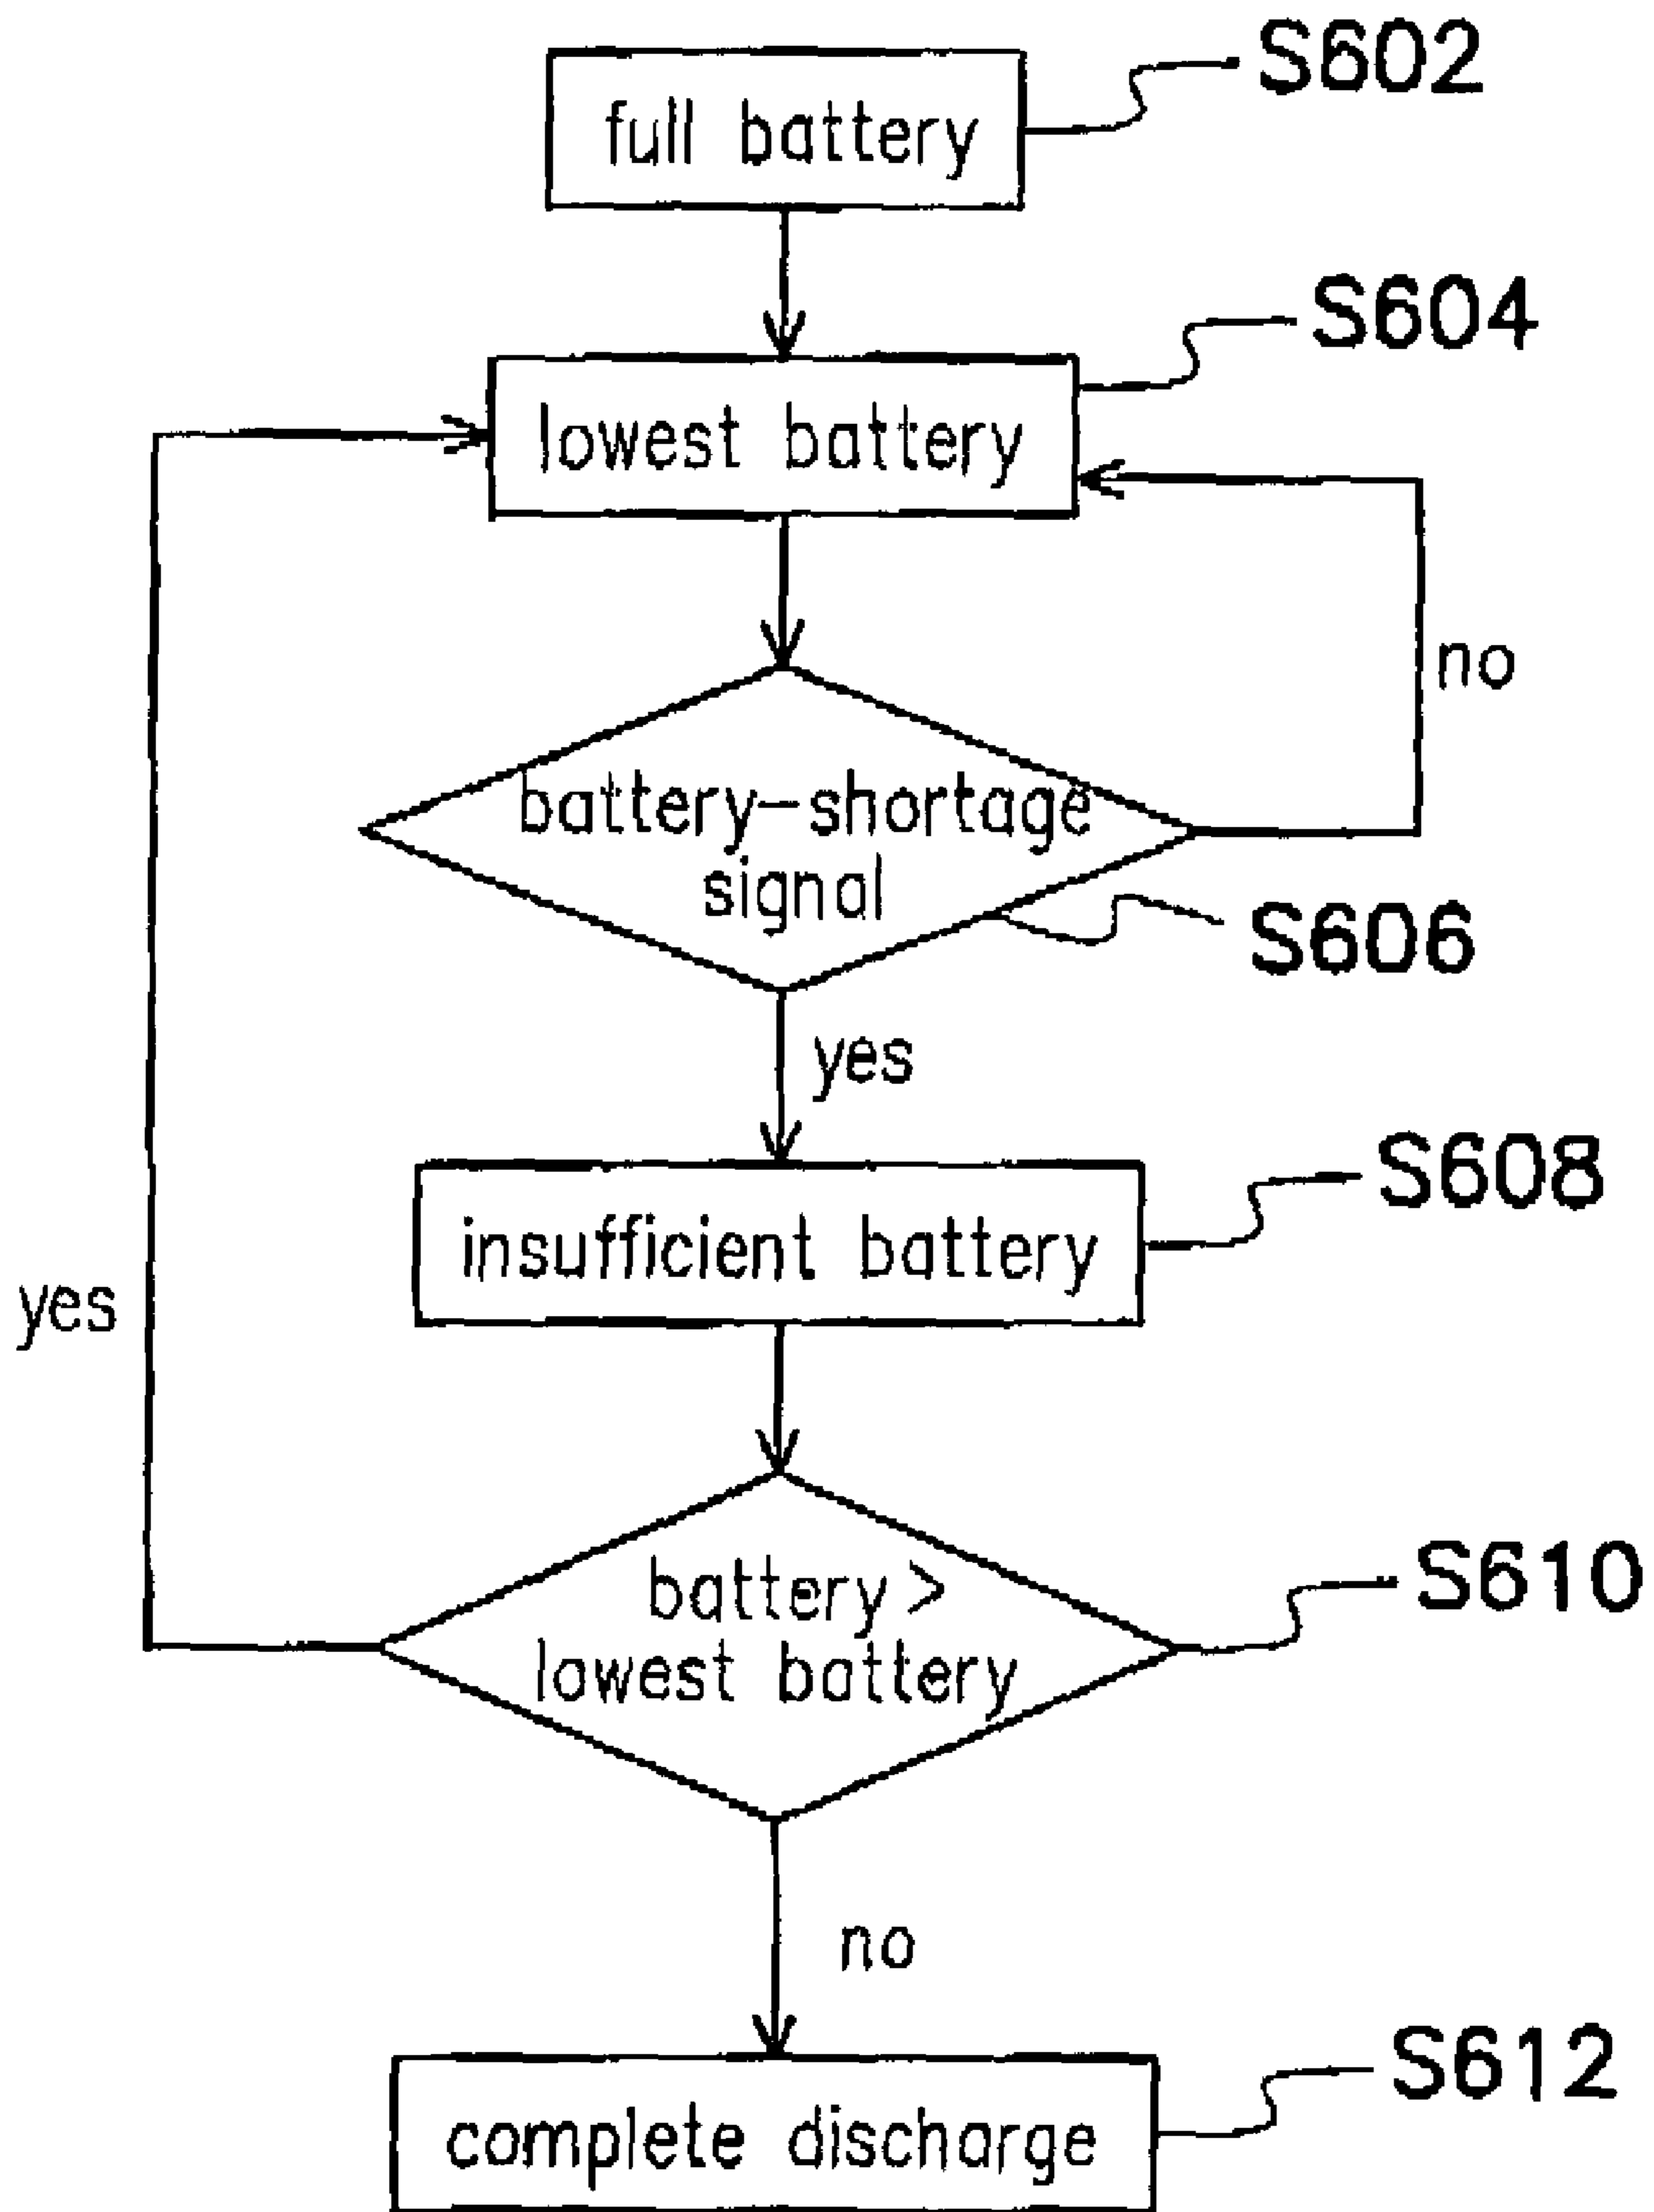 full battery
S602
lowest battery
S604
no
battery-shortage
signal
S606
yes
insufficient battery
S608
yes
battery >
lowest battery
S610
no
complete discharge
S612